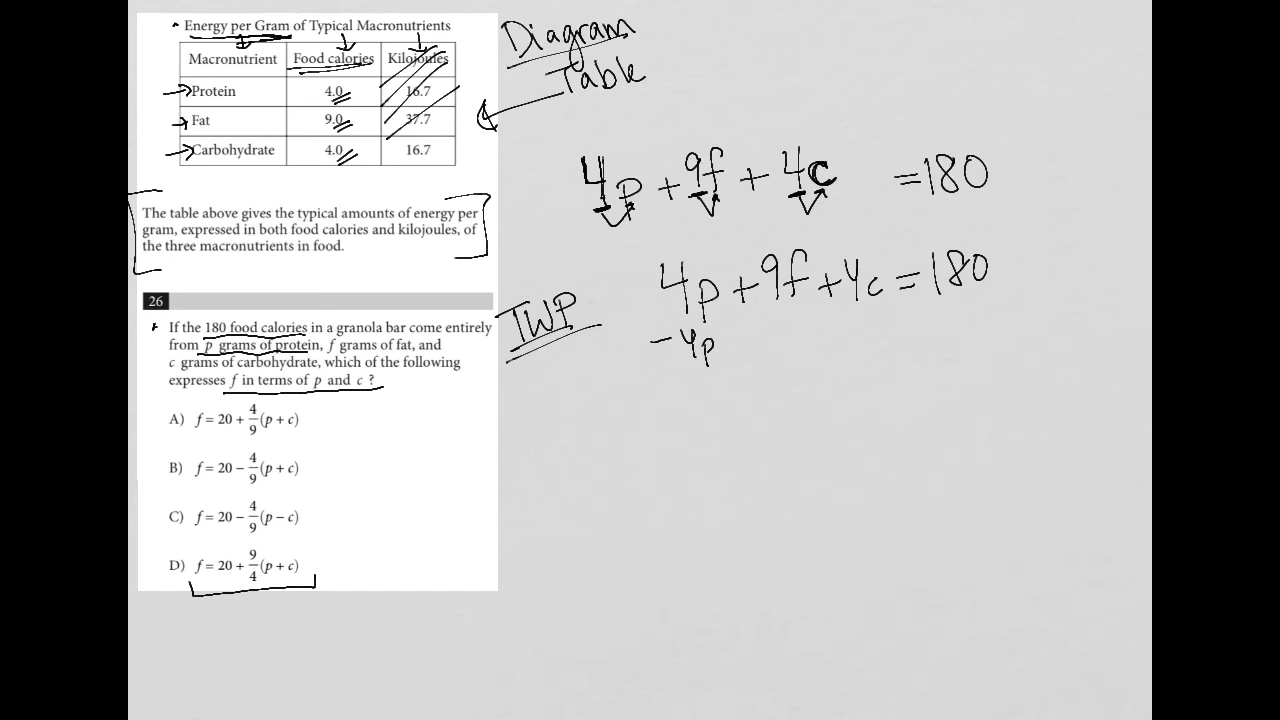 Energy per Gram of Typical Macronutrients
Macronutrient Food calories Kilojoules
Protein 4.0 16.7
Fat 9.0 37.7
Carbohydrate 4.0 16.7
The table above gives the typical amounts of energy per
gram, expressed in both food calories and kilojoules, of
the three macronutrients in food.
26
If the 180 food calories in a granola bar come entirely
from p grams of protein, f grams of fat, and
c grams of carbohydrate, which of the following
expresses f in terms of p and c ?
A) f = 20 + 4/9 (p + c)
B) f = 20 − 4/9 (p + c)
C) f = 20 − 4/9 (p − c)
D) f = 20 + 9/4 (p + c)
Diagram
Table
4p + 9f + 4c = 180
TWP
4p + 9f + 4c = 180
− 4p